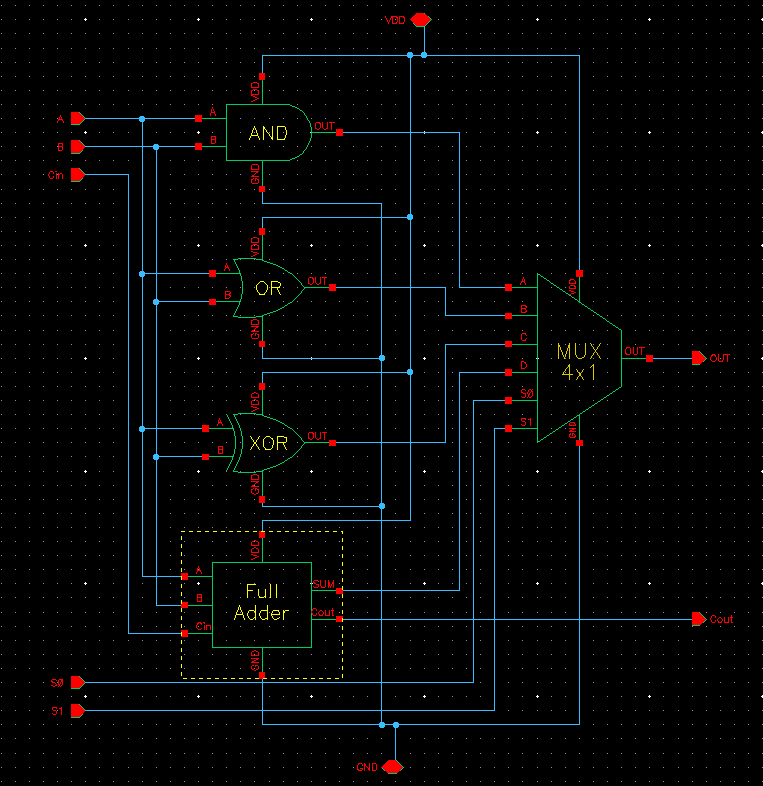 VDD
VDD
A
A
AND
OUT
B
B
Cin
GND
VDD
A
OR
OUT
B
GND
VDD
A
XOR
OUT
B
GND
VDD
A
B
C
D
S0
S1
MUX
4x1
OUT
OUT
GND
VDD
A
B
Cin
Full
Adder
SUM
Cout
Cout
GND
S0
S1
GND